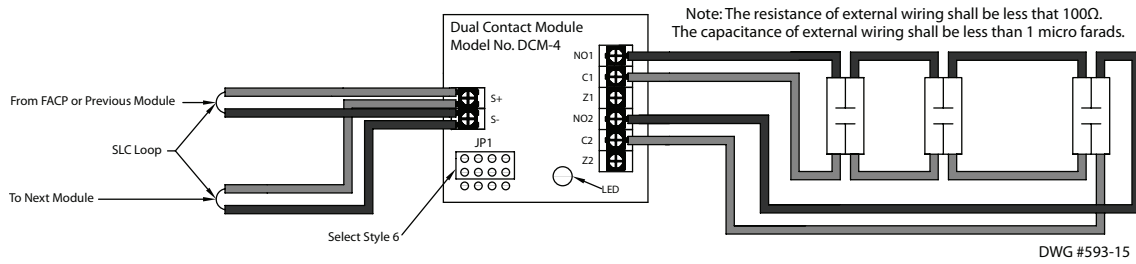 Dual Contact Module
Model No. DCM-4
Note: The resistance of external wiring shall be less that 100Ω.
The capacitance of external wiring shall be less than 1 micro farads.
NO1
C1
Z1
NO2
C2
Z2
From FACP or Previous Module
S+
S-
SLC Loop
JP1
To Next Module
LED
Select Style 6
DWG #593-15